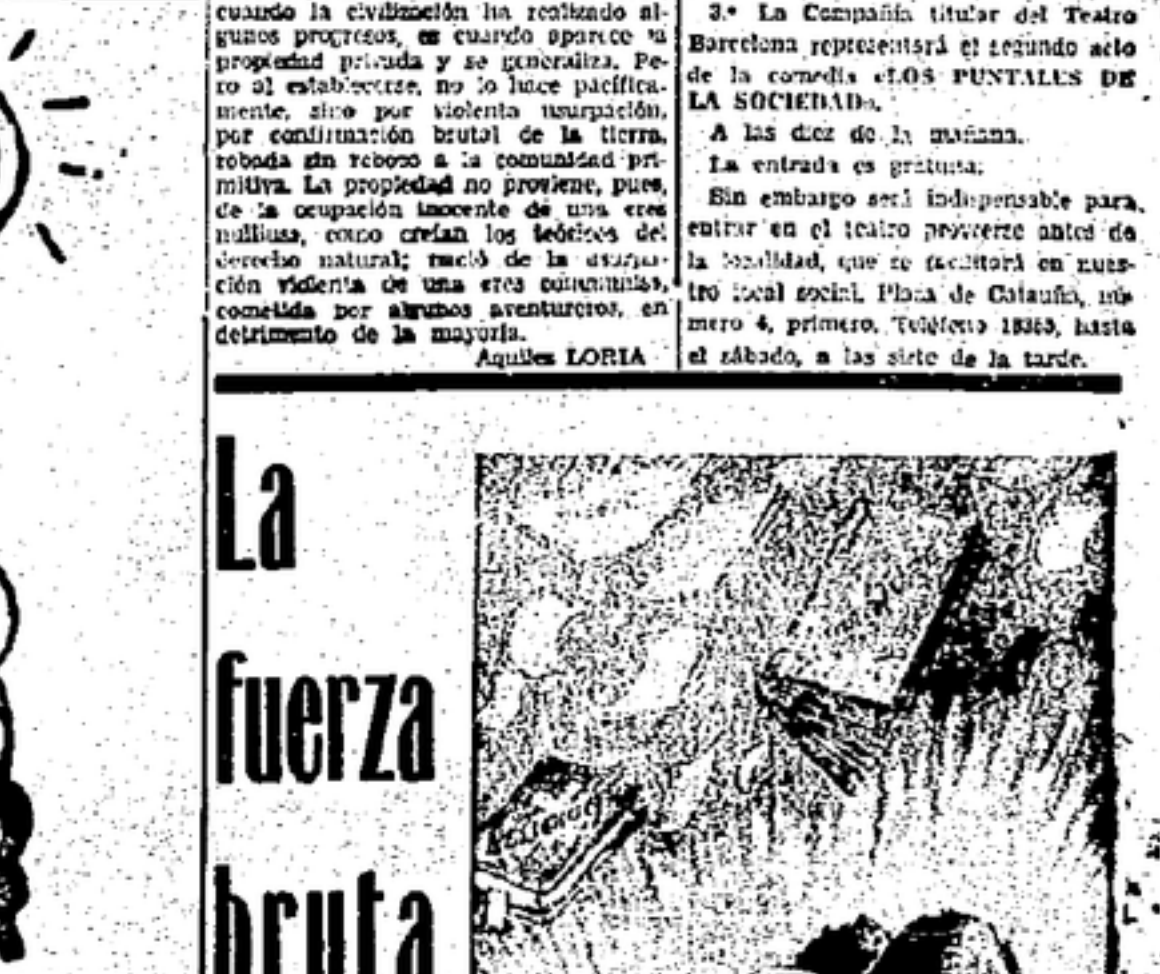 cuando la civilización ha realizado al-
gunos progresos, es cuando aparece la
propiedad privada y se generaliza. Pe-
ro al establecerse, no lo hace pacífica-
mente, sino por violenta usurpación,
por confirmación brutal de la tierra,
robada sin rebozo a la comunidad pri-
mitiva. La propiedad no proviene, pues,
de la ocupación inocente de una «res
nullius», como creían los teóricos del
derecho natural; nació de la usurpa-
ción violenta de una «res comunnis»,
cometida por algunos aventureros, en
detrimento de la mayoría.
Aquiles LORIA
3.º La Compañía titular del Teatro
Barcelona representará el segundo acto
de la comedia «LOS PUNTALES DE
LA SOCIEDAD».
A las diez de la mañana.
La entrada es gratuita.
Sin embargo será indispensable para
entrar en el teatro proveerse antes de
la localidad, que se facilitará en nues-
tro local social, Plaza de Cataluña, nú-
mero 4, primero. Teléfono hasta
el sábado, a las siete de la tarde.
La
fuerza
bruta